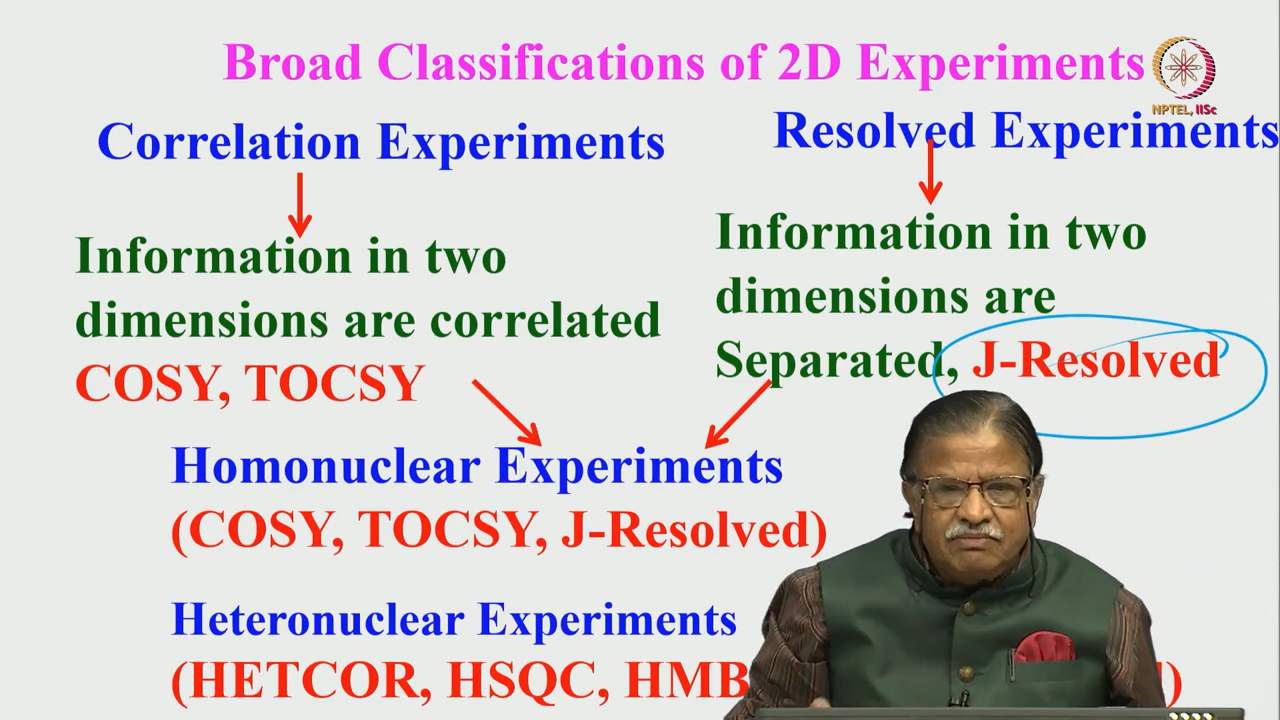 Broad Classifications of 2D Experiments
NPTEL, IISc
Correlation Experiments
Resolved Experiments
Information in two
dimensions are correlated
COSY, TOCSY
Information in two
dimensions are
Separated, J-Resolved
Homonuclear Experiments
(COSY, TOCSY, J-Resolved)
Heteronuclear Experiments
(HETCOR, HSQC, HMB
)